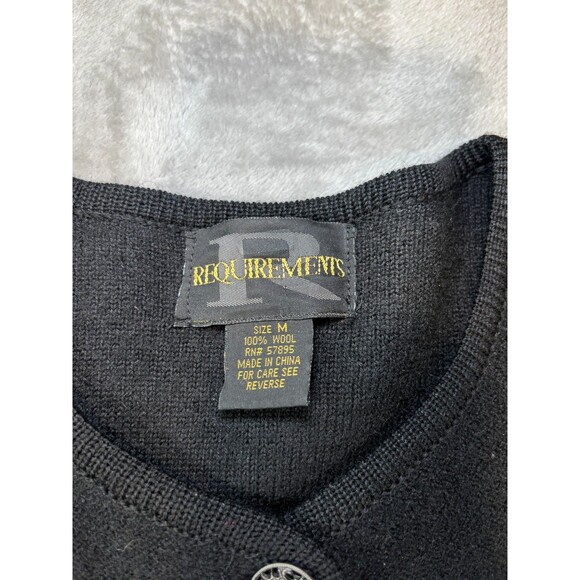 R
REQUIREMENTS
SIZE M
100% WOOL
RN# 57895
MADE IN CHINA
FOR CARE SEE
REVERSE